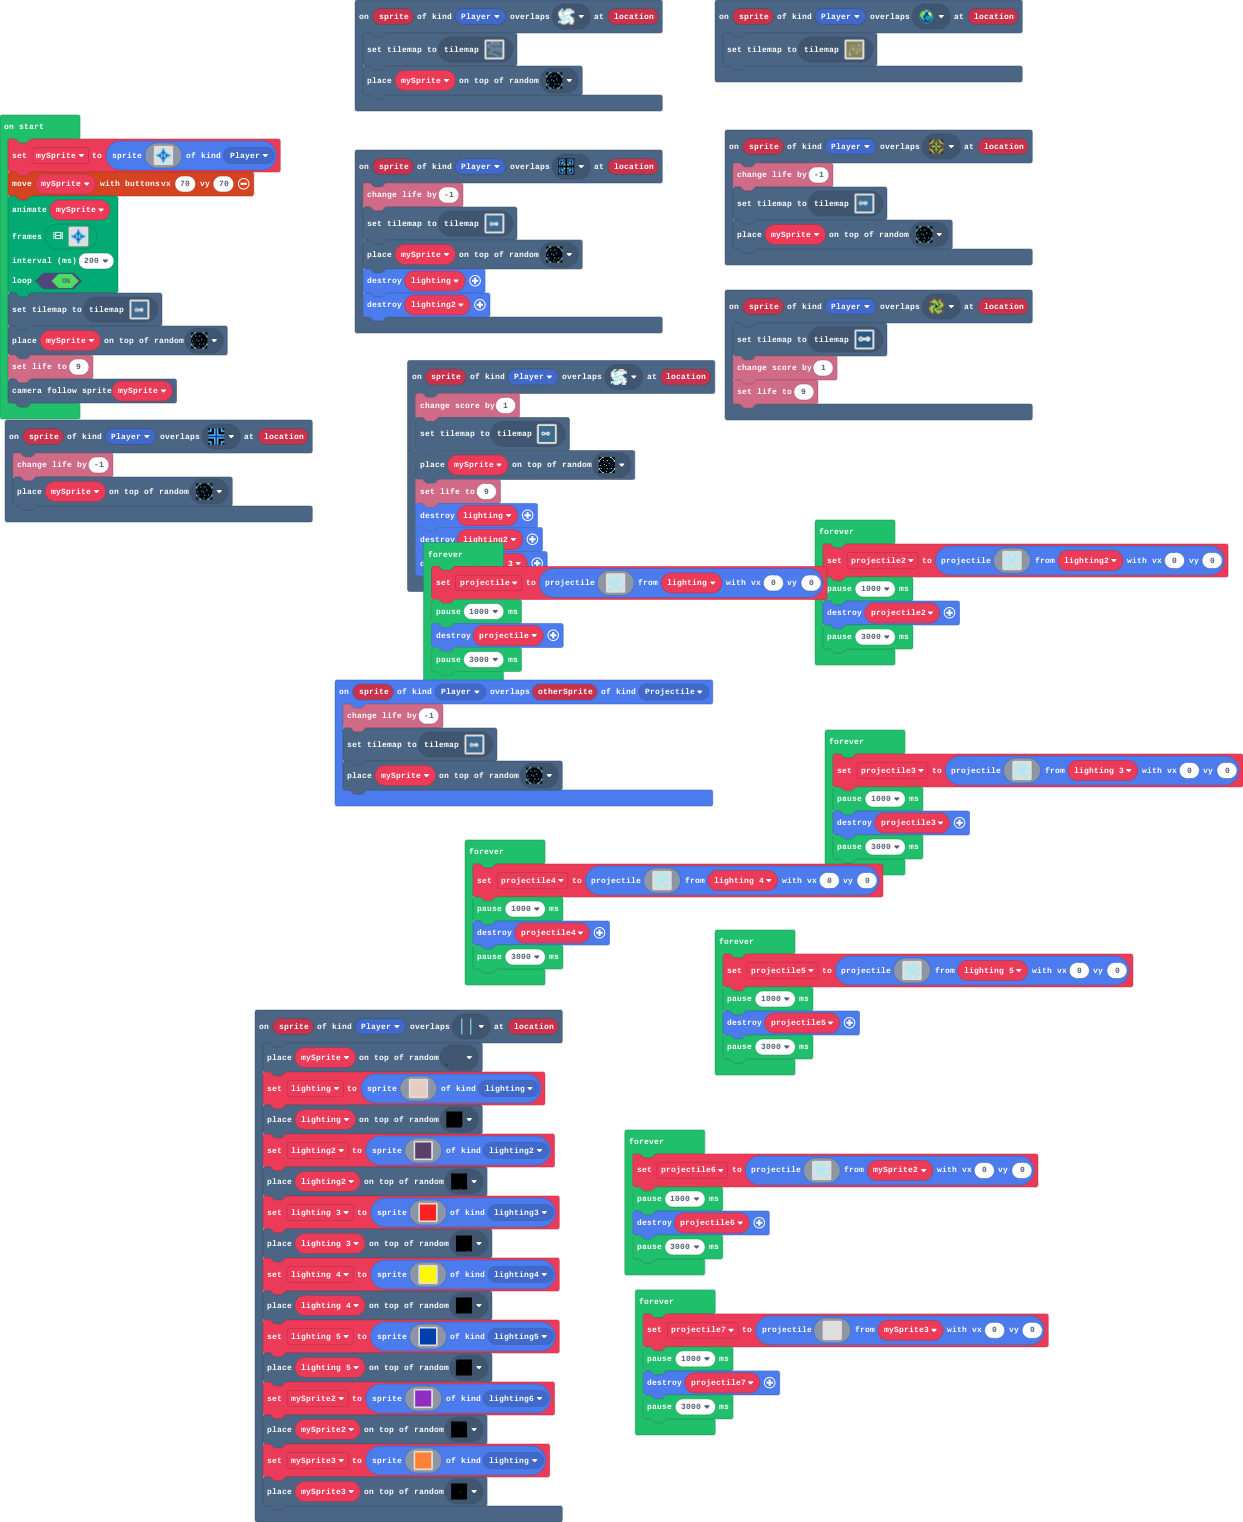 on sprite of kind Player overlaps at location
set tilemap to tilemap
place mySprite on top of random
on sprite of kind Player overlaps at location
set tilemap to tilemap
on start
set mySprite to sprite of kind Player
move mySprite with buttons vx 70 vy 70
animate mySprite
frames
interval (ms) 200
loop ON
set tilemap to tilemap
place mySprite on top of random
set life to 9
camera follow sprite mySprite
on sprite of kind Player overlaps at location
change life by -1
set tilemap to tilemap
place mySprite on top of random
destroy lighting
destroy lighting2
on sprite of kind Player overlaps at location
change life by -1
set tilemap to tilemap
place mySprite on top of random
on sprite of kind Player overlaps at location
set tilemap to tilemap
change score by 1
set life to 9
on sprite of kind Player overlaps at location
change life by -1
place mySprite on top of random
on sprite of kind Player overlaps at location
change score by 1
set tilemap to tilemap
place mySprite on top of random
set life to 9
destroy lighting
destroy lighting2
3
forever
set projectile to projectile from lighting with vx 0 vy 0
pause 1000 ms
destroy projectile
pause 3000 ms
forever
set projectile2 to projectile from lighting2 with vx 0 vy 0
pause 1000 ms
destroy projectile2
pause 3000 ms
on sprite of kind Player overlaps otherSprite of kind Projectile
change life by -1
set tilemap to tilemap
place mySprite on top of random
forever
set projectile3 to projectile from lighting 3 with vx 0 vy 0
pause 1000 ms
destroy projectile3
pause 3000 ms
forever
set projectile4 to projectile from lighting 4 with vx 0 vy 0
pause 1000 ms
destroy projectile4
pause 3000 ms
forever
set projectile5 to projectile from lighting 5 with vx 0 vy 0
pause 1000 ms
destroy projectile5
pause 3000 ms
on sprite of kind Player overlaps at location
place mySprite on top of random
set lighting to sprite of kind lighting
place lighting on top of random
set lighting2 to sprite of kind lighting2
place lighting2 on top of random
set lighting 3 to sprite of kind lighting3
place lighting 3 on top of random
set lighting 4 to sprite of kind lighting4
place lighting 4 on top of random
set lighting 5 to sprite of kind lighting5
place lighting 5 on top of random
set mySprite2 to sprite of kind lighting6
place mySprite2 on top of random
set mySprite3 to sprite of kind lighting
place mySprite3 on top of random
forever
set projectile6 to projectile from mySprite2 with vx 0 vy 0
pause 1000 ms
destroy projectile6
pause 3000 ms
forever
set projectile7 to projectile from mySprite3 with vx 0 vy 0
pause 1000 ms
destroy projectile7
pause 3000 ms